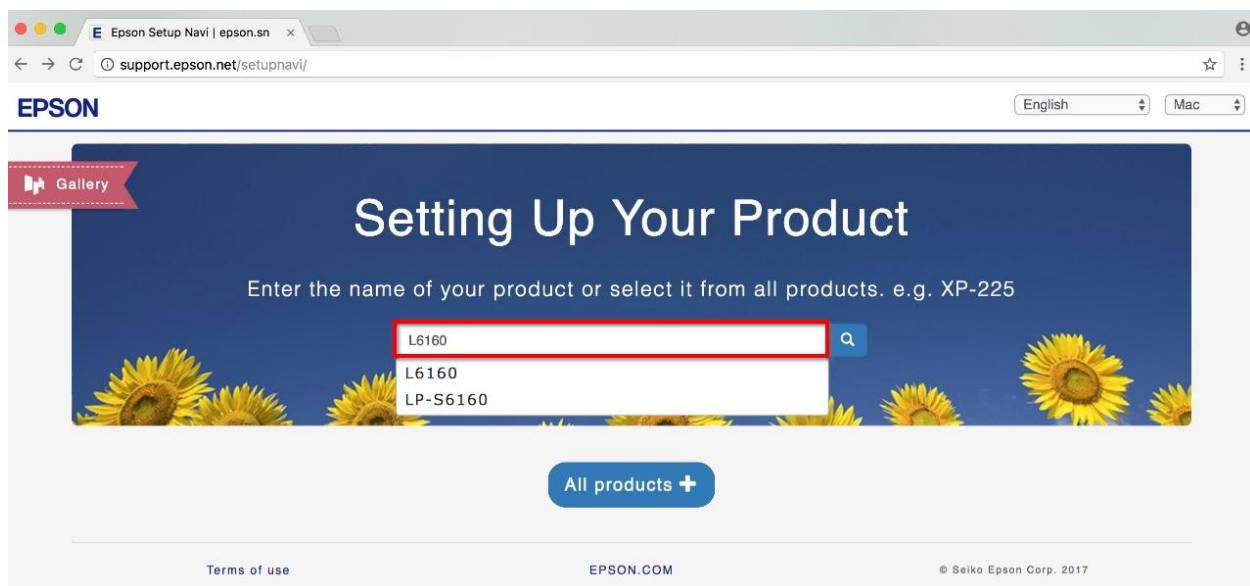 Epson Setup Navi | epson.sn
support.epson.net/setupnavi/
EPSON
English
Mac
Gallery
Setting Up Your Product
Enter the name of your product or select it from all products. e.g. XP-225
L6160
L6160
LP-S6160
All products
Terms of use
EPSON.COM
© Seiko Epson Corp. 2017